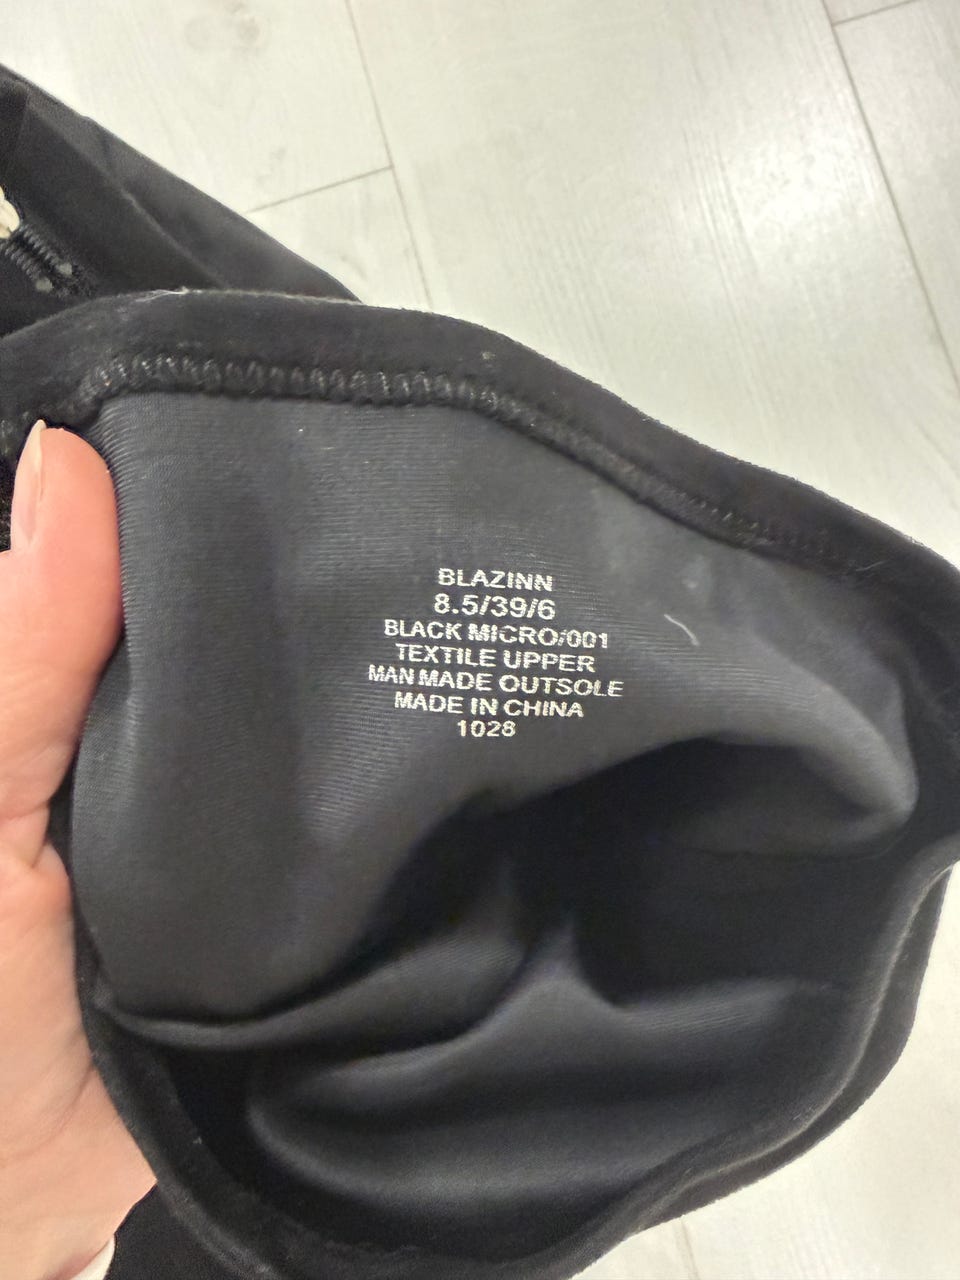 BLAZINN
8.5/39/6
BLACK MICRO/001
TEXTILE UPPER
MAN MADE OUTSOLE
MADE IN CHINA
1028